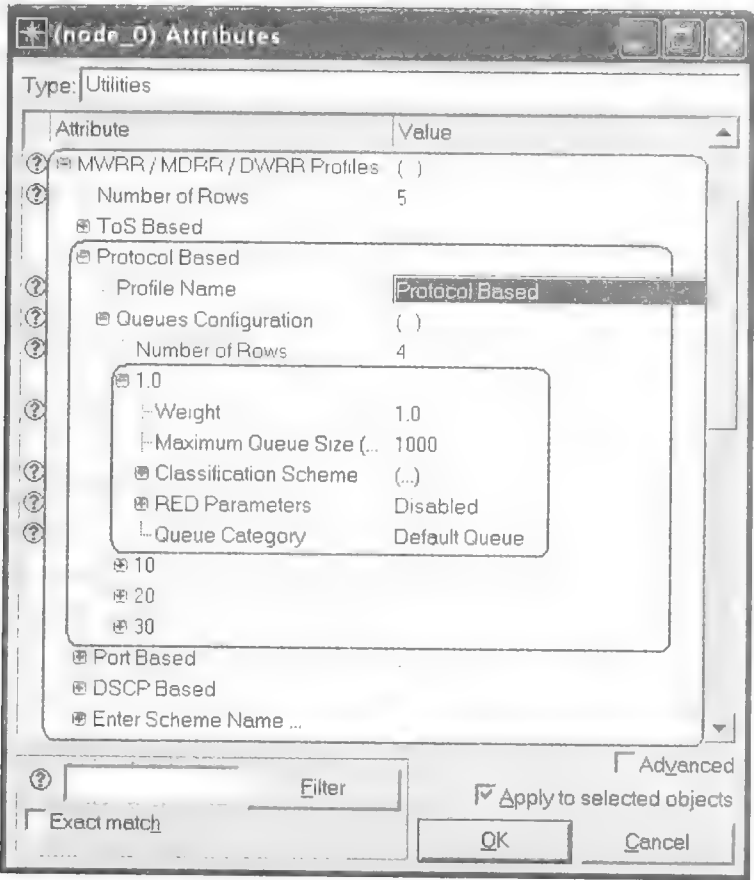 (node_0) Attributes
Type: Utilities
Attribute Value
MWRR / MDRR / DWRR Profiles ( )
Number of Rows 5
ToS Based
Protocol Based
Profile Name Protocol Based
Queues Configuration ( )
Number of Rows 4
1.0
Weight 1.0
Maximum Queue Size (... 1000
Classification Scheme (...)
RED Parameters Disabled
Queue Category Default Queue
10
20
30
Port Based
DSCP Based
Enter Scheme Name ...
Advanced
Filter
Apply to selected objects
Exact match
OK Cancel